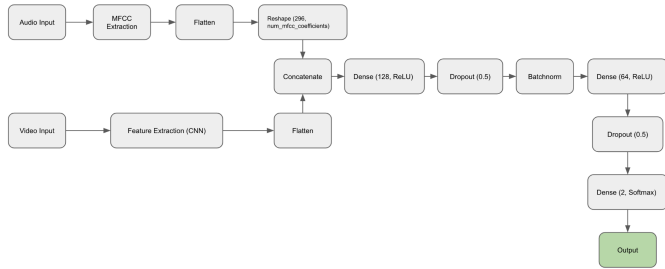 Audio Input
MFCC
Extraction
Flatten
Reshape (296,
num_mfcc_coefficients)
Concatenate
Dense (128, ReLU)
Dropout (0.5)
Batchnorm
Dense (64, ReLU)
Video Input
Feature Extraction (CNN)
Flatten
Dropout (0.5)
Dense (2, Softmax)
Output